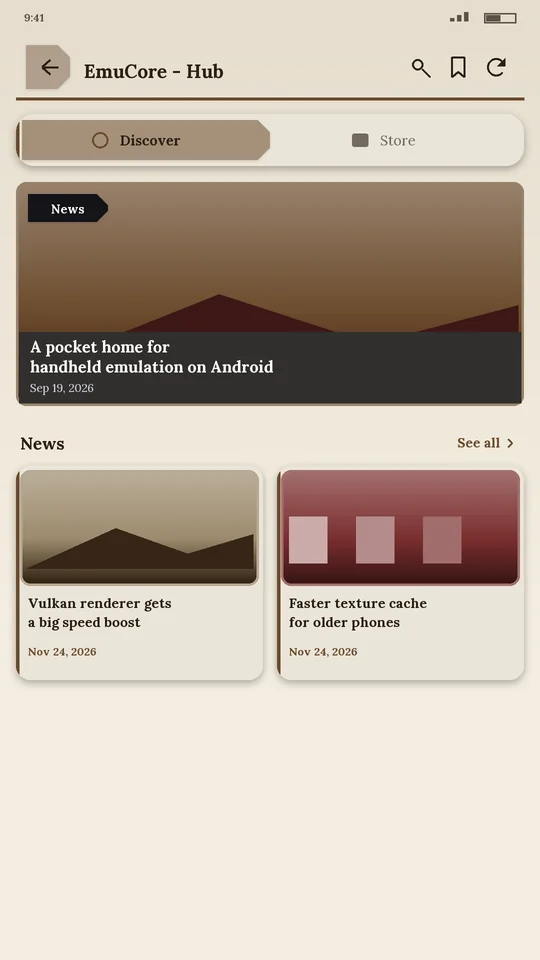 9:41
EmuCore - Hub
Discover
Store
News
A pocket home for
handheld emulation on Android
Sep 19, 2026
News
See all
Vulkan renderer gets
a big speed boost
Nov 24, 2026
Faster texture cache
for older phones
Nov 24, 2026